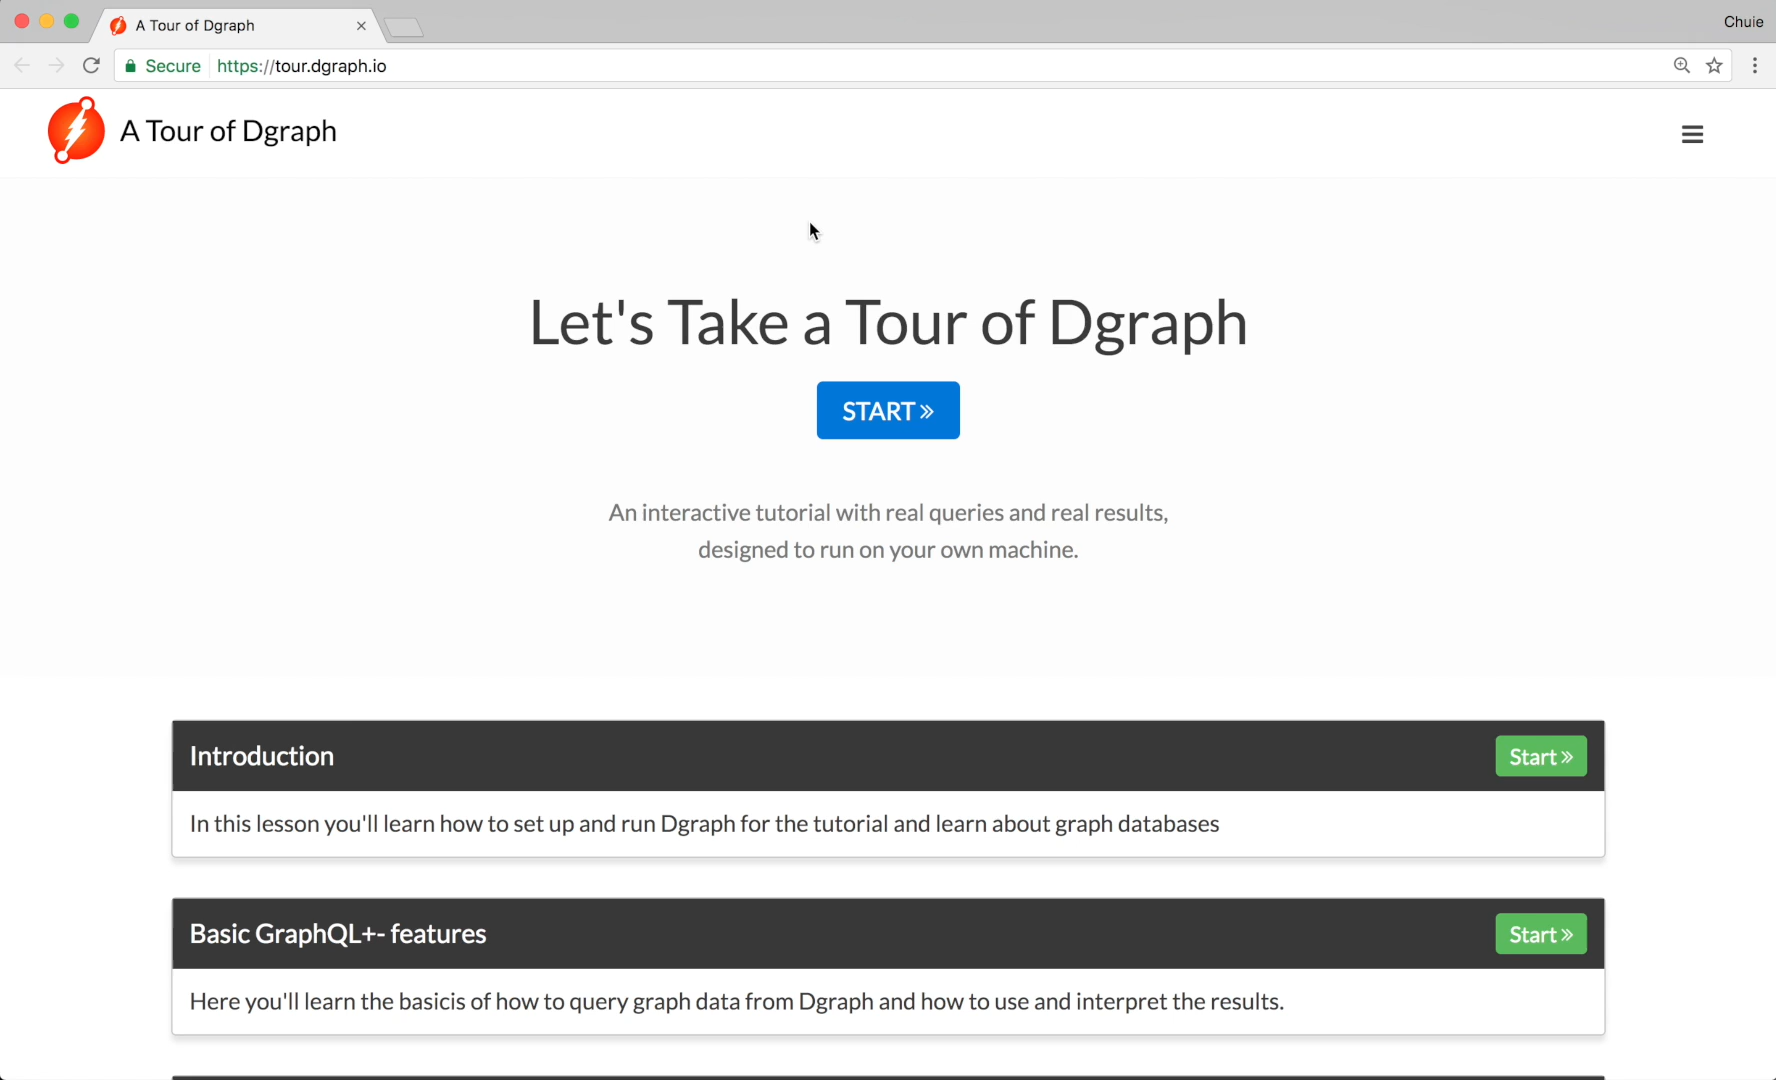 A Tour of Dgraph
Chuie
Secure https://tour.dgraph.io
A Tour of Dgraph
Let's Take a Tour of Dgraph
START »
An interactive tutorial with real queries and real results,
designed to run on your own machine.
Introduction
Start »
In this lesson you'll learn how to set up and run Dgraph for the tutorial and learn about graph databases
Basic GraphQL+- features
Start »
Here you'll learn the basicis of how to query graph data from Dgraph and how to use and interpret the results.